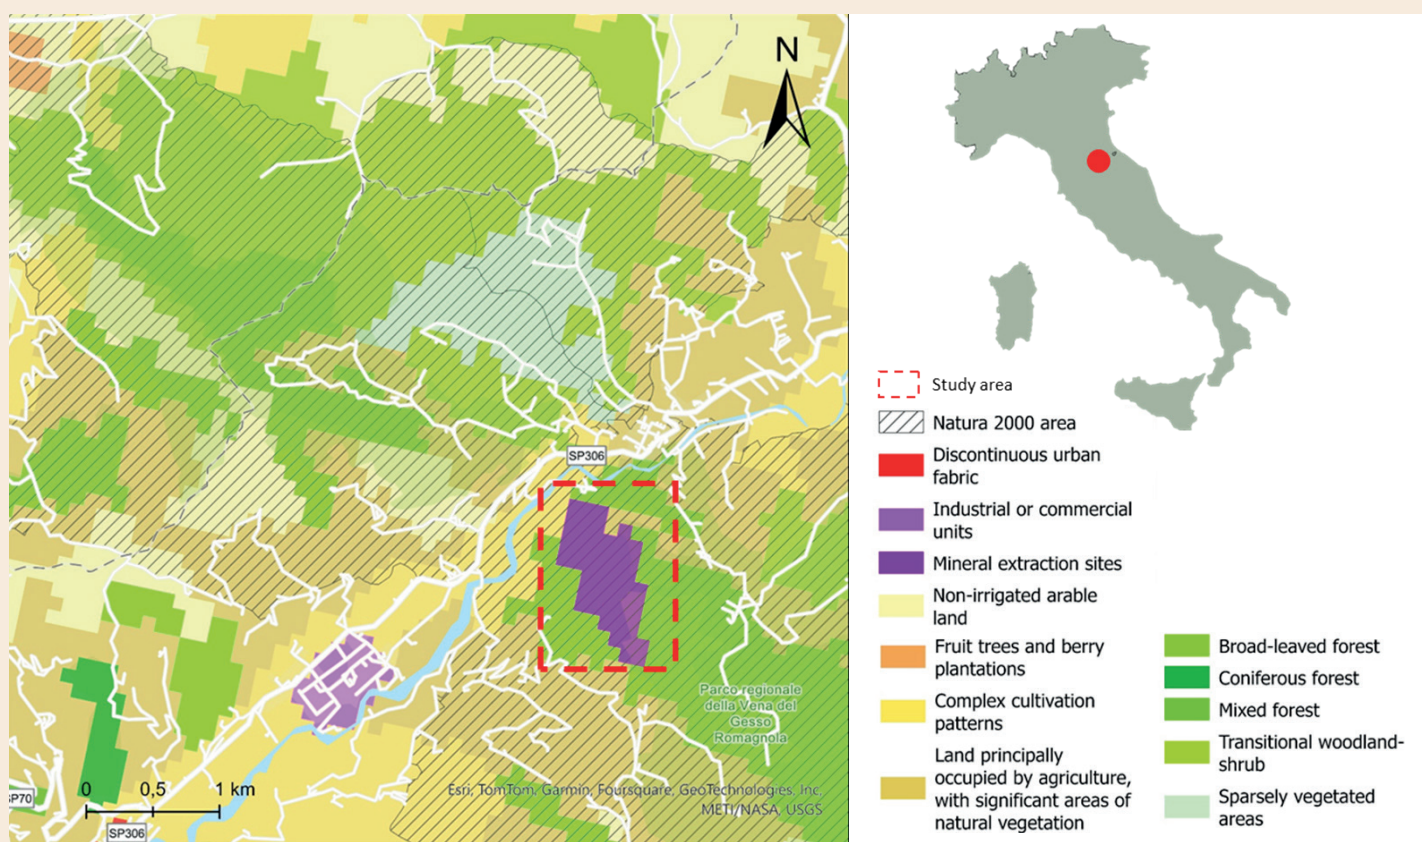 N
SP306
Parco regionale
della Vena del
Gesso
Romagnola
0 0,5 1 km
Esri, TomTom, Garmin, Foursquare, GeoTechnologies, Inc,
METI/NASA, USGS
SP70
SP306
Study area
Natura 2000 area
Discontinuous urban
fabric
Industrial or commercial
units
Mineral extraction sites
Non-irrigated arable
land
Fruit trees and berry
plantations
Complex cultivation
patterns
Land principally
occupied by agriculture,
with significant areas of
natural vegetation
Broad-leaved forest
Coniferous forest
Mixed forest
Transitional woodland-
shrub
Sparsely vegetated
areas